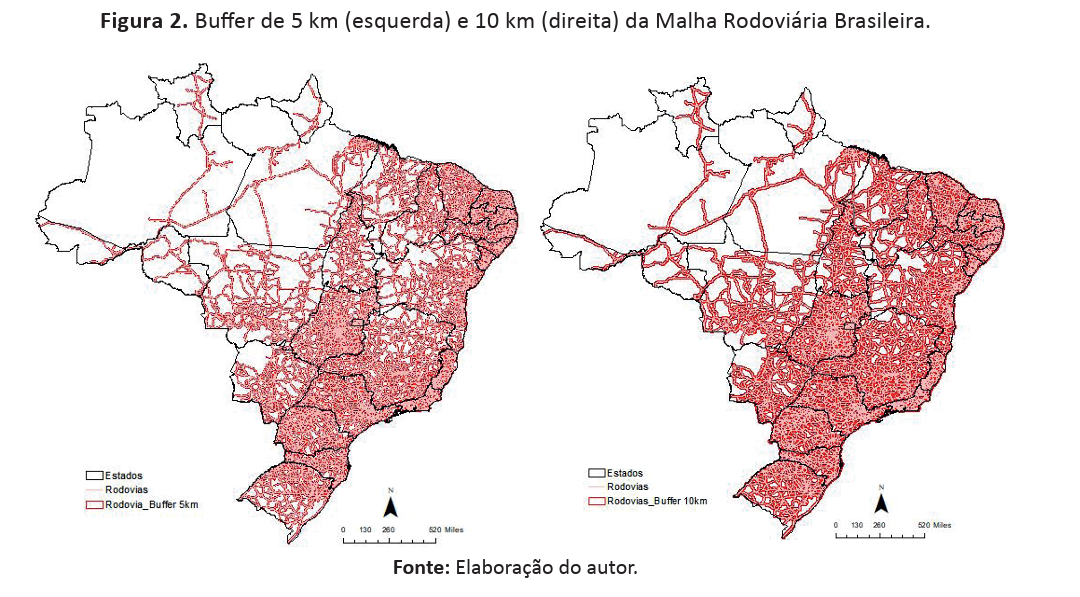 Figura 2. Buffer de 5 km (esquerda) e 10 km (direita) da Malha Rodoviária Brasileira.
Estados
Rodovias
Rodovia_Buffer 5km
N
0 130 260 520 Miles
Estados
Rodovias
Rodovias_Buffer 10km
N
0 130 260 520 Miles
Fonte: Elaboração do autor.